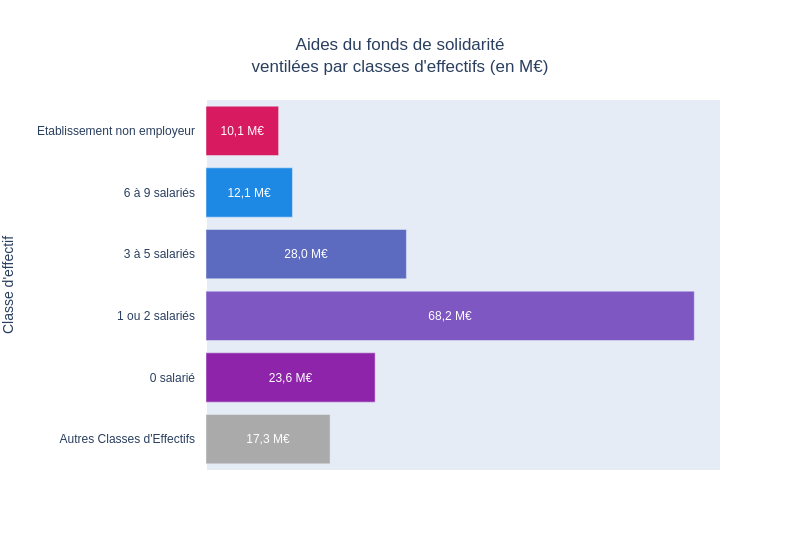 Aides du fonds de solidarité
ventilées par classes d'effectifs (en M€)
Classe d'effectif
Etablissement non employeur
10,1 M€
6 à 9 salariés
12,1 M€
3 à 5 salariés
28,0 M€
1 ou 2 salariés
68,2 M€
0 salarié
23,6 M€
Autres Classes d'Effectifs
17,3 M€